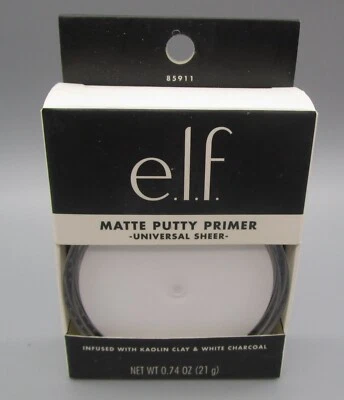 85911
e.l.f.
MATTE PUTTY PRIMER
-UNIVERSAL SHEER-
INFUSED WITH KAOLIN CLAY & WHITE CHARCOAL
NET WT 0.74 OZ (21 g)